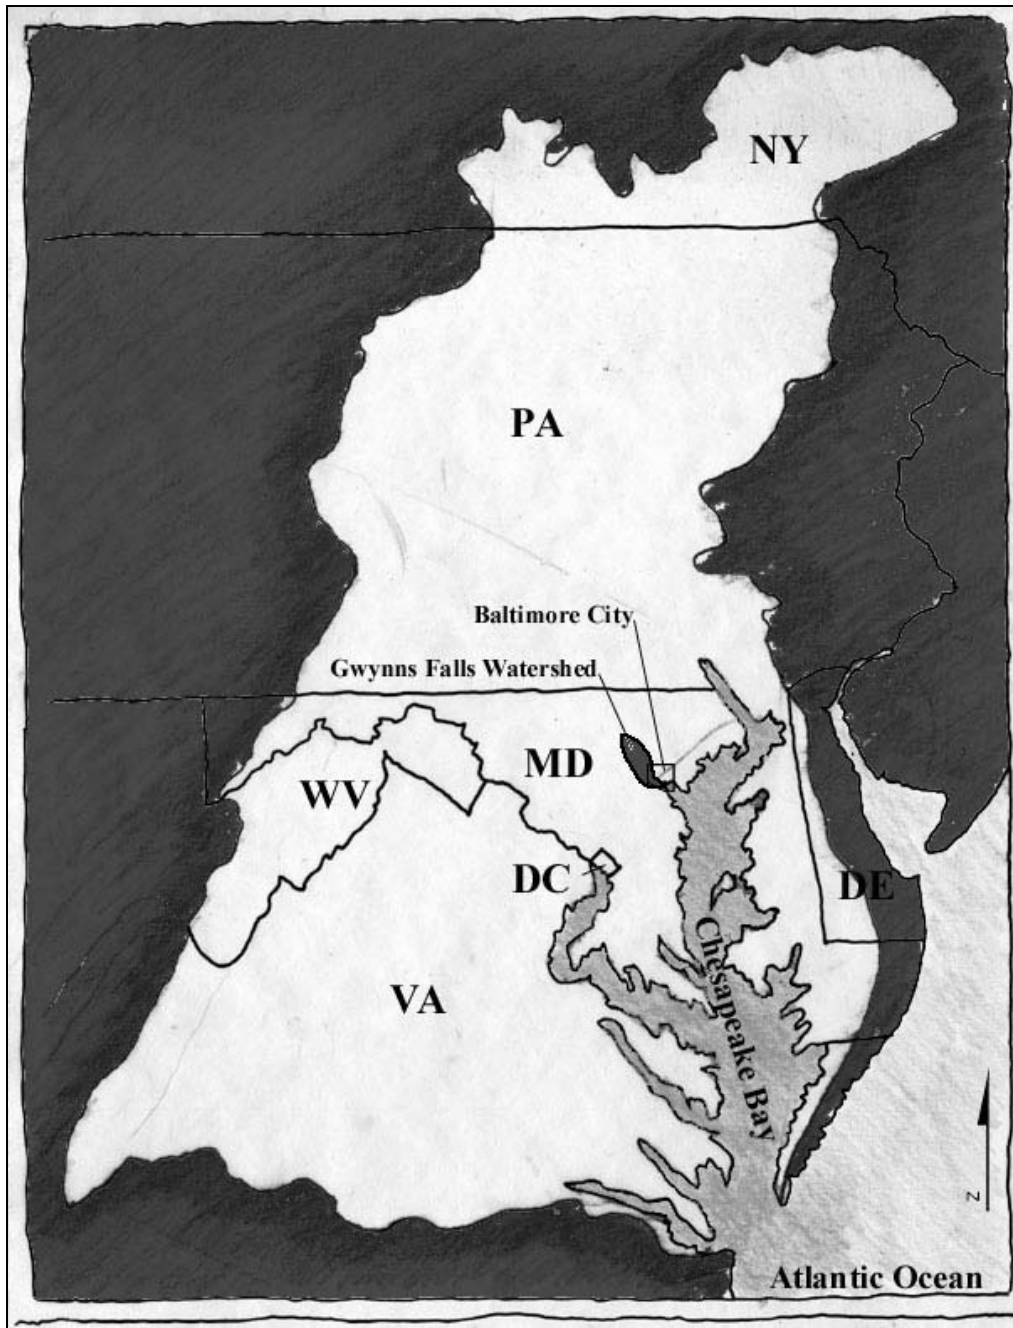 NY
PA
Baltimore City
Gwynns Falls Watershed
MD
WV
DC
DE
Chesapeake Bay
VA
N
Atlantic Ocean